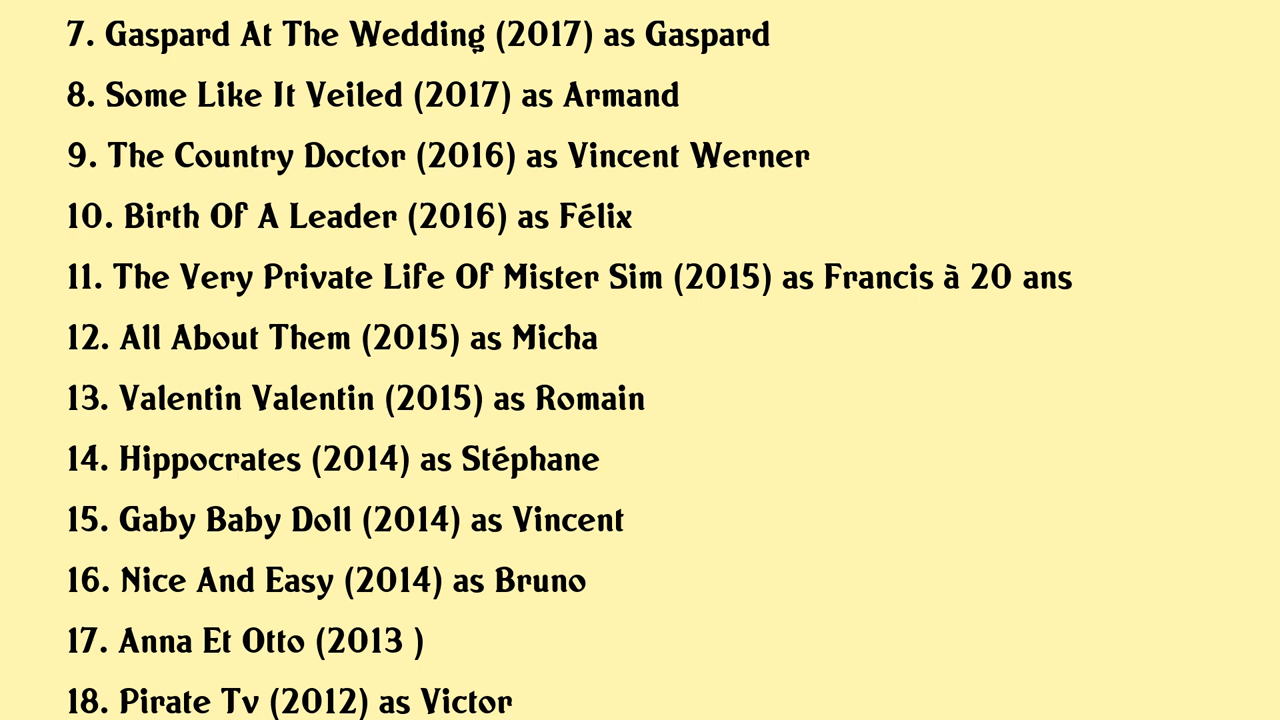 7. Gaspard At The Wedding (2017) as Gaspard
8. Some Like It Veiled (2017) as Armand
9. The Country Doctor (2016) as Vincent Werner
10. Birth Of A Leader (2016) as Félix
11. The Very Private Life Of Mister Sim (2015) as Francis à 20 ans
12. All About Them (2015) as Micha
13. Valentin Valentin (2015) as Romain
14. Hippocrates (2014) as Stéphane
15. Gaby Baby Doll (2014) as Vincent
16. Nice And Easy (2014) as Bruno
17. Anna Et Otto (2013 )
18. Pirate Tv (2012) as Victor